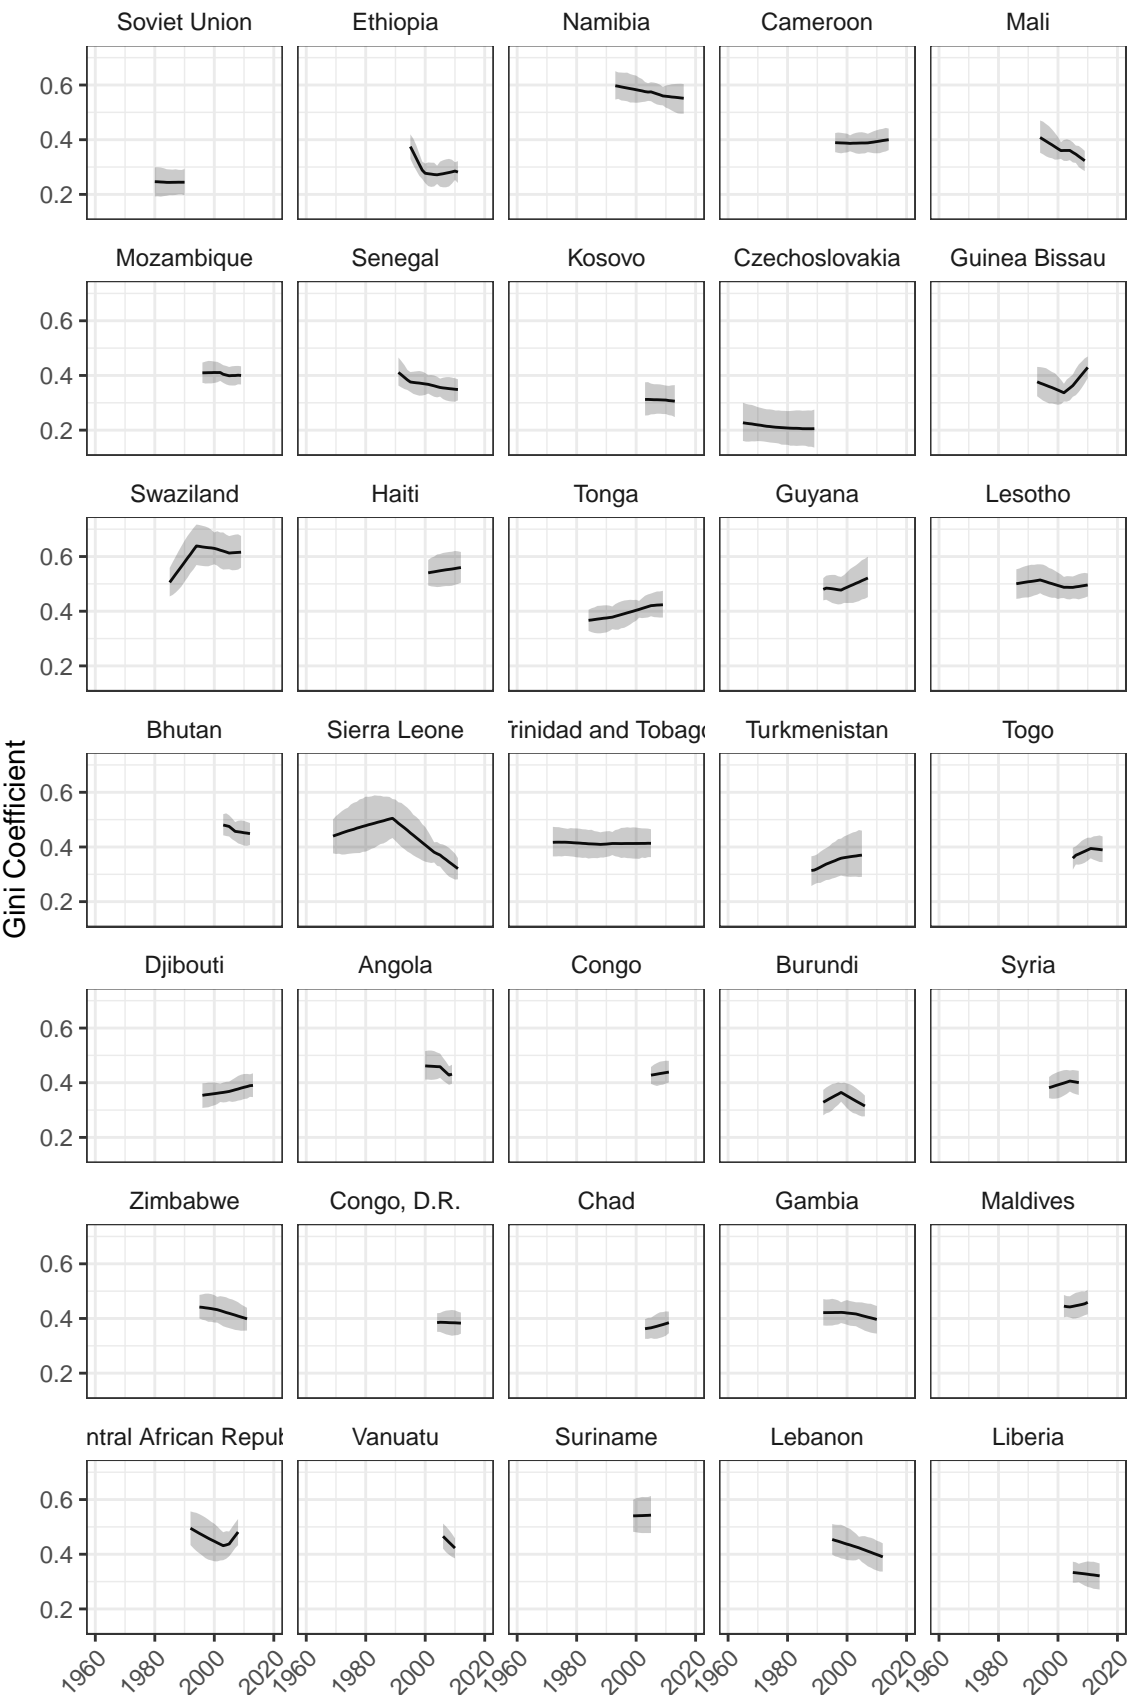 Soviet Union Ethiopia Namibia Cameroon Mali
0.6
0.4
0.2
Mozambique Senegal Kosovo Czechoslovakia Guinea Bissau
0.6
0.4
0.2
Swaziland Haiti Tonga Guyana Lesotho
0.6
0.4
0.2
Bhutan Sierra Leone Trinidad and Tobago Turkmenistan Togo
0.6
0.4
0.2
Gini Coefficient
Djibouti Angola Congo Burundi Syria
0.6
0.4
0.2
Zimbabwe Congo, D.R. Chad Gambia Maldives
0.6
0.4
0.2
ntral African Repub Vanuatu Suriname Lebanon Liberia
0.6
0.4
0.2
1960 1980 2000 2020 1960 1980 2000 2020 1960 1980 2000 2020 1960 1980 2000 2020 1960 1980 2000 2020